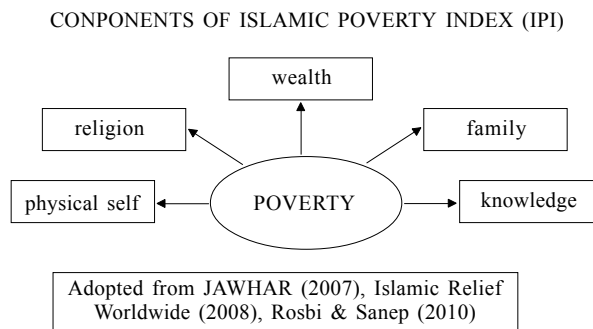 CONPONENTS OF ISLAMIC POVERTY INDEX (IPI)
wealth
religion
family
physical self
POVERTY
knowledge
Adopted from JAWHAR (2007), Islamic Relief
Worldwide (2008), Rosbi & Sanep (2010)